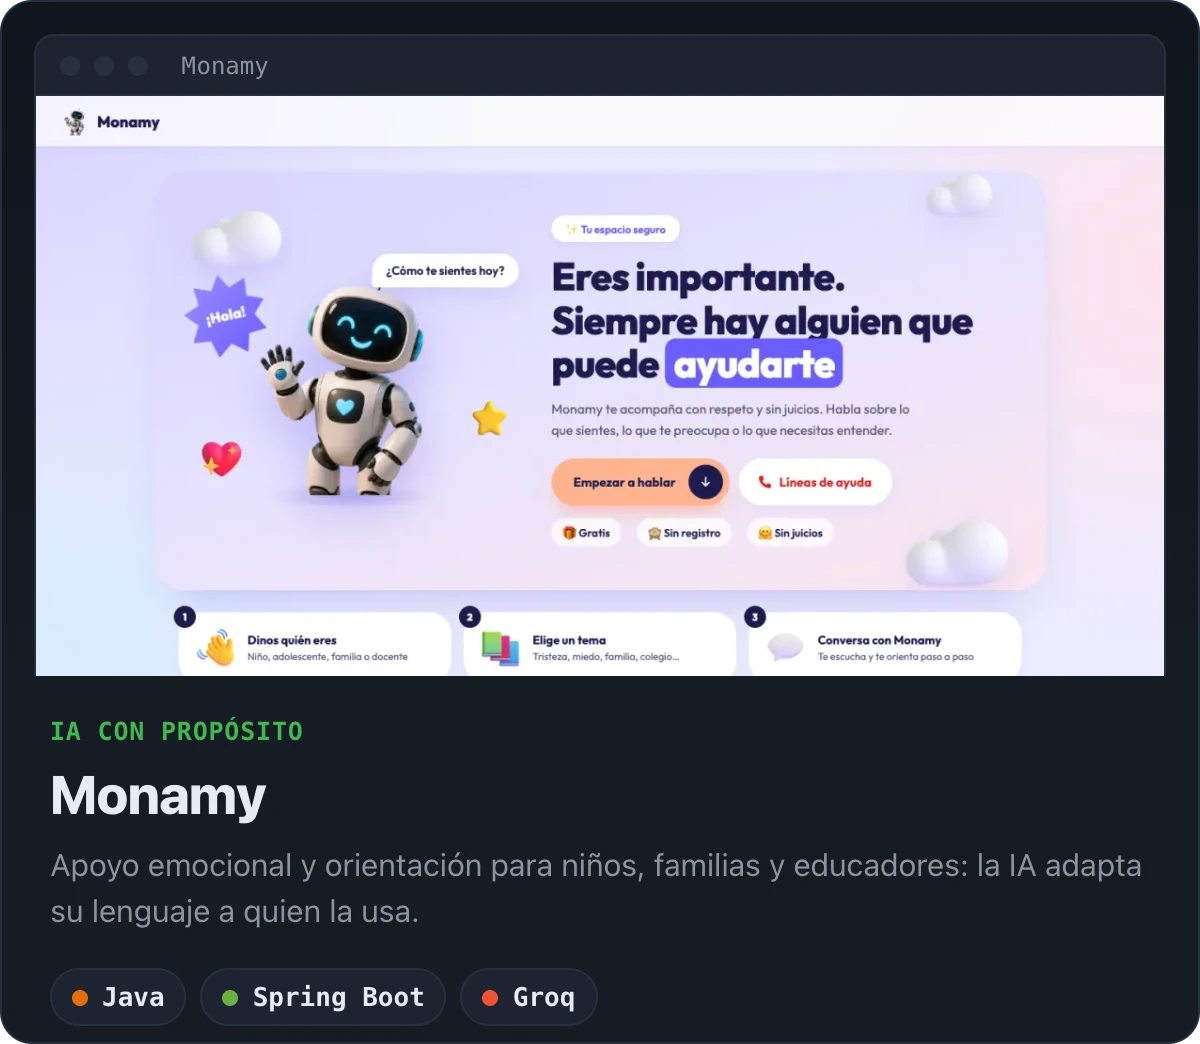 Monamy
Monamy
✨ Tu espacio seguro
¿Cómo te sientes hoy?
¡Hola!
Eres importante.
Siempre hay alguien que
puede ayudarte
Monamy te acompaña con respeto y sin juicios. Habla sobre lo
que sientes, lo que te preocupa o lo que necesitas entender.
Empezar a hablar
Líneas de ayuda
Gratis
Sin registro
Sin juicios
1
Dinos quién eres
Niño, adolescente, familia o docente
2
Elige un tema
Tristeza, miedo, familia, colegio...
3
Conversa con Monamy
Te escucha y te orienta paso a paso
IA CON PROPÓSITO
Monamy
Apoyo emocional y orientación para niños, familias y educadores: la IA adapta
su lenguaje a quien la usa.
Java
Spring Boot
Groq